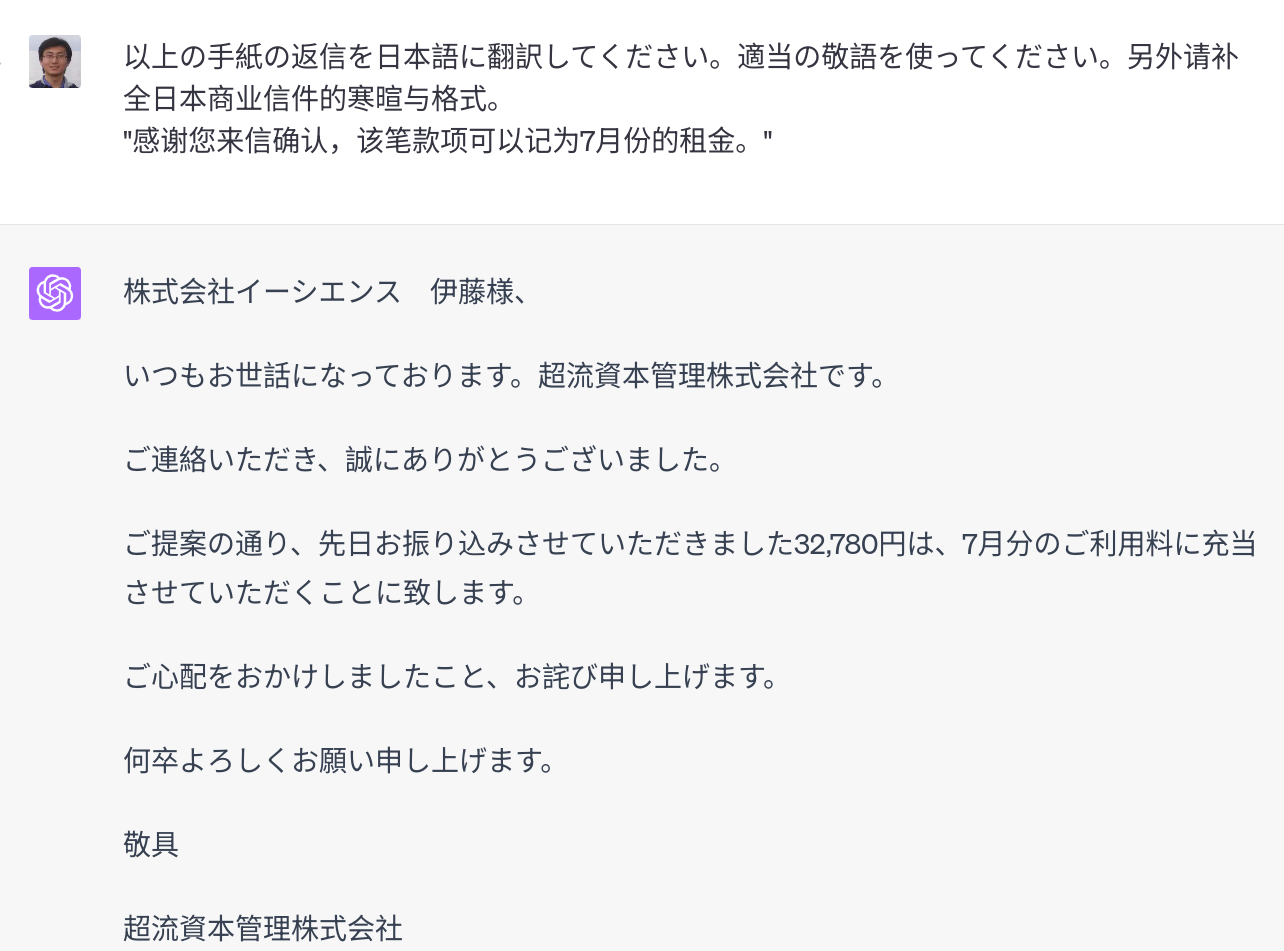 以上の手紙の返信を日本語に翻訳してください。適当の敬語を使ってください。另外请补
全日本商业信件的寒暄与格式。
"感谢您来信确认，该笔款项可以记为7月份的租金。"
株式会社イーシエンス　伊藤様、
いつもお世話になっております。超流資本管理株式会社です。
ご連絡いただき、誠にありがとうございました。
ご提案の通り、先日お振り込みさせていただきました32,780円は、7月分のご利用料に充当
させていただくことに致します。
ご心配をおかけしましたこと、お詫び申し上げます。
何卒よろしくお願い申し上げます。
敬具
超流資本管理株式会社